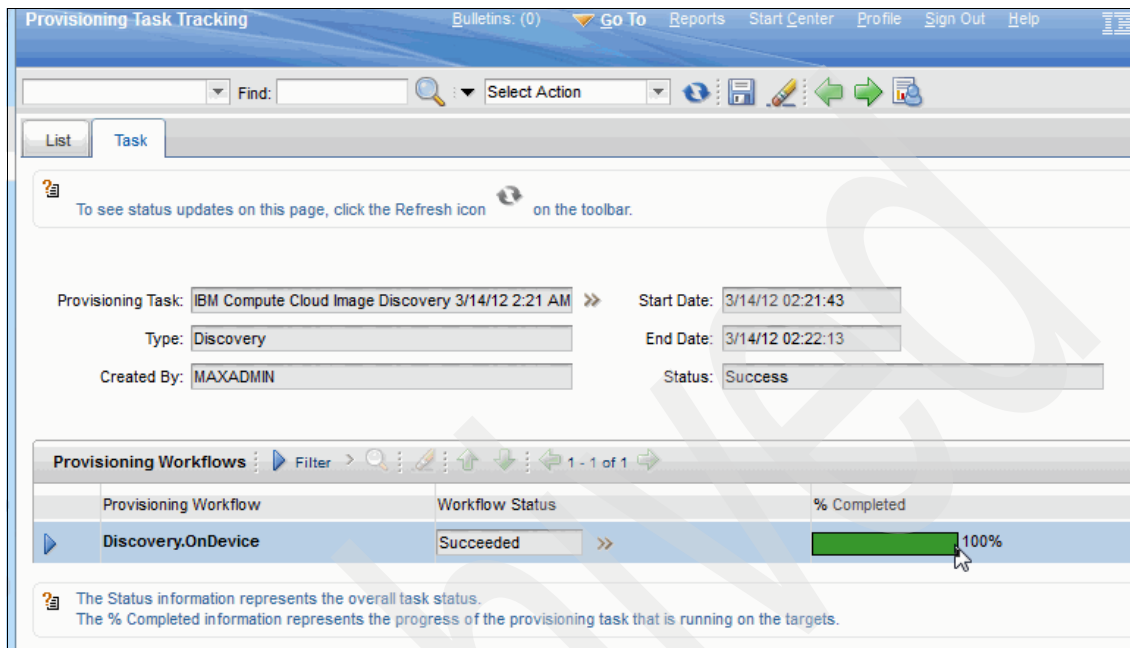 Provisioning Task Tracking Bulletins: (0) Go To Reports Start Center Profile Sign Out Help
Find: Select Action
List Task
To see status updates on this page, click the Refresh icon on the toolbar.
Provisioning Task: IBM Compute Cloud Image Discovery 3/14/12 2:21 AM Start Date: 3/14/12 02:21:43
Type: Discovery End Date: 3/14/12 02:22:13
Created By: MAXADMIN Status: Success
Provisioning Workflows Filter 1 - 1 of 1
Provisioning Workflow Workflow Status % Completed
Discovery.OnDevice Succeeded 100%
The Status information represents the overall task status.
The % Completed information represents the progress of the provisioning task that is running on the targets.